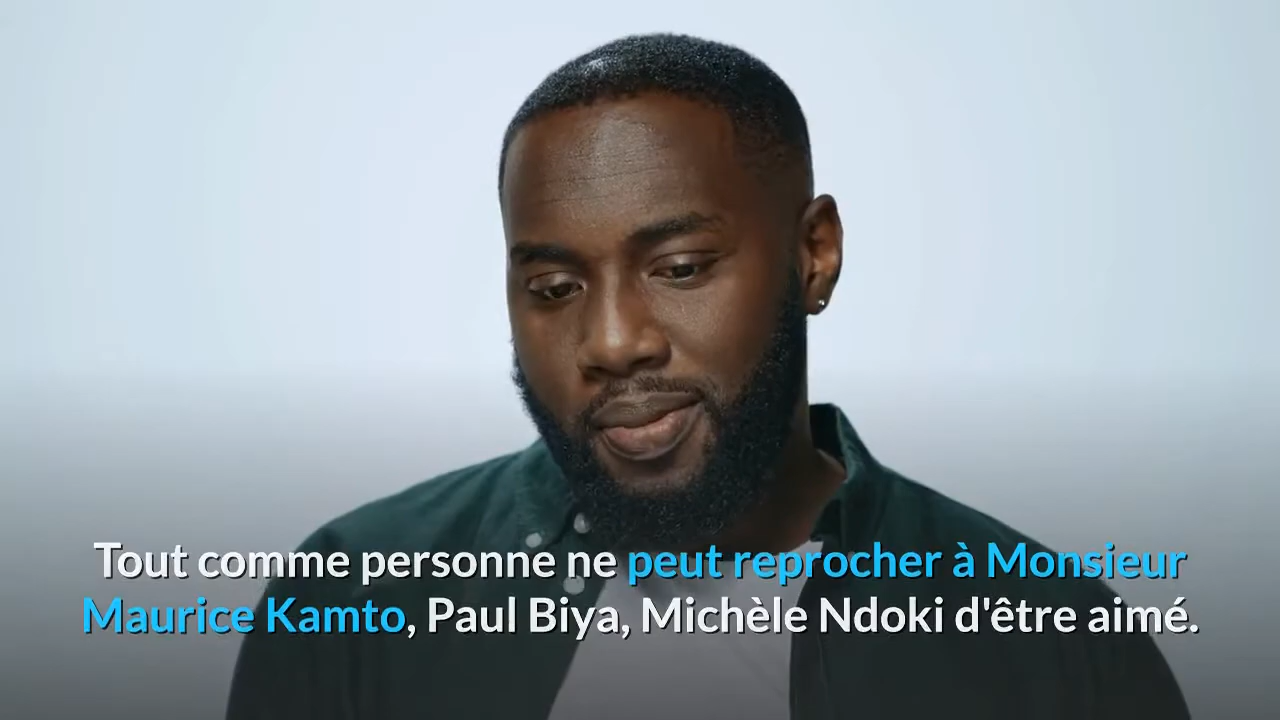 Tout comme personne ne peut reprocher à Monsieur
Maurice Kamto, Paul Biya, Michèle Ndoki d'être aimé.